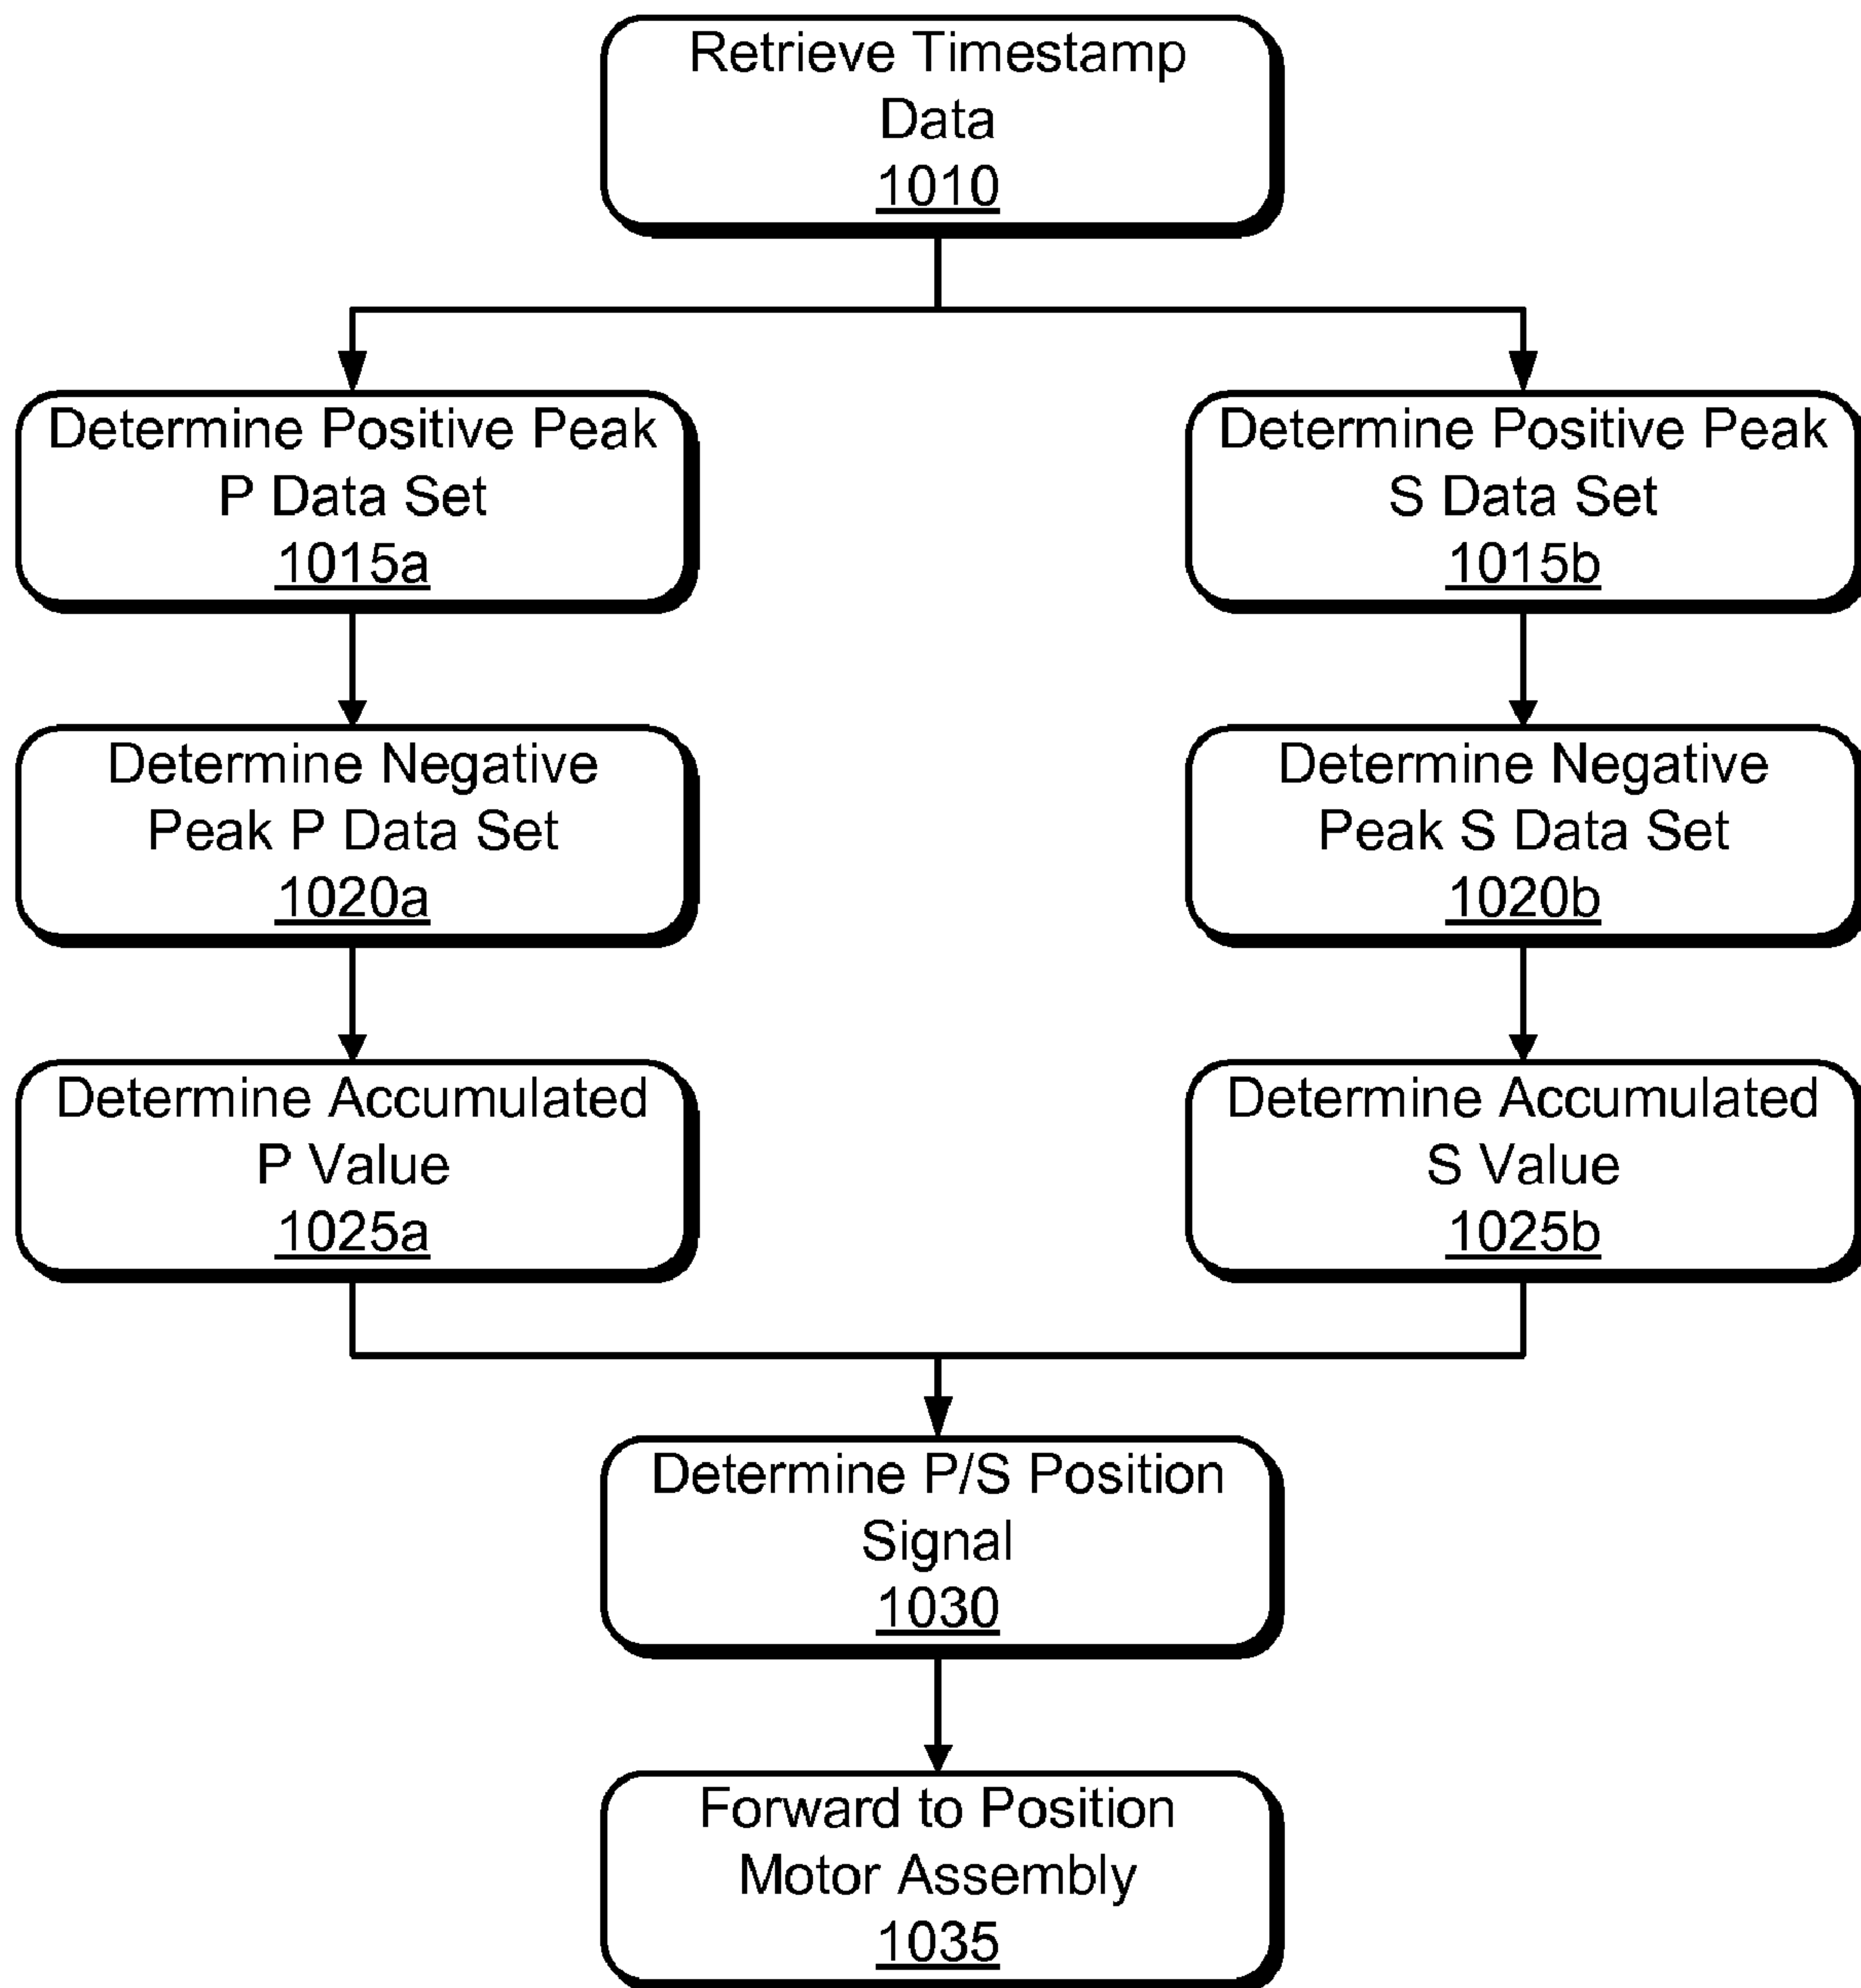 Retrieve Timestamp
Data
1010
Determine Positive Peak
P Data Set
1015a
Determine Positive Peak
S Data Set
1015b
Determine Negative
Peak P Data Set
1020a
Determine Negative
Peak S Data Set
1020b
Determine Accumulated
P Value
1025a
Determine Accumulated
S Value
1025b
Determine P/S Position
Signal
1030
Forward to Position
Motor Assembly
1035